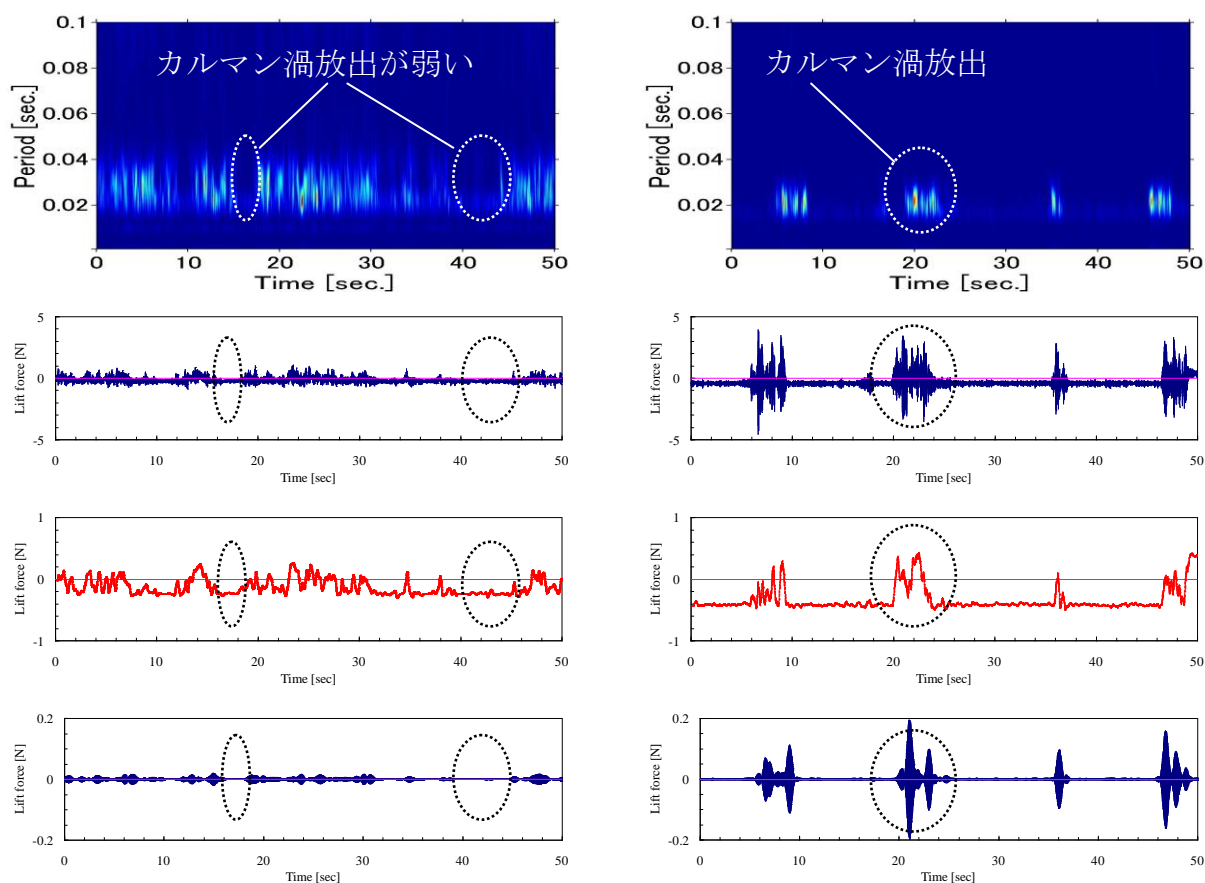 0.1
0.08
0.06
0.04
0.02
Period [sec.]
カルマン渦放出が弱い
0 10 20 30 40 50
Time [sec.]
0.1
0.08
0.06
0.04
0.02
Period [sec.]
カルマン渦放出
0 10 20 30 40 50
Time [sec.]
5
0
-5
Lift force [N]
0 10 20 30 40 50
Time [sec]
5
0
-5
Lift force [N]
0 10 20 30 40 50
Time [sec]
1
0
-1
Lift force [N]
0 10 20 30 40 50
Time [sec]
1
0
-1
Lift force [N]
0 10 20 30 40 50
Time [sec]
0.2
0
-0.2
Lift force [N]
0 10 20 30 40 50
Time [sec]
0.2
0
-0.2
Lift force [N]
0 10 20 30 40 50
Time [sec]